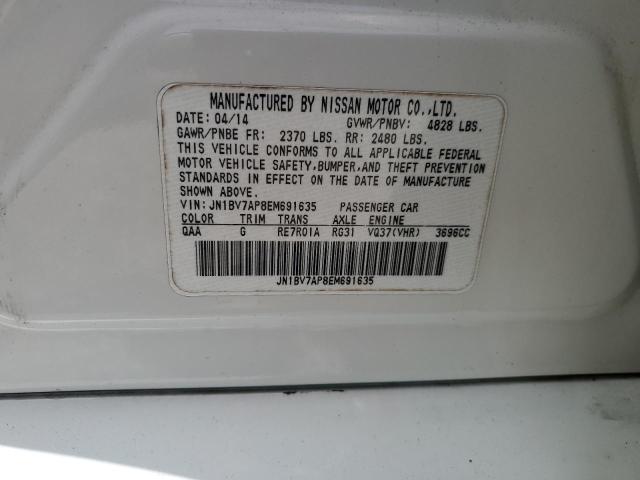 MANUFACTURED BY NISSAN MOTOR CO.,LTD.
DATE: 04/14 GVWR/PNBV: 4828 LBS.
GAWR/PNBE FR: 2370 LBS. RR: 2480 LBS.
THIS VEHICLE CONFORMS TO ALL APPLICABLE FEDERAL
MOTOR VEHICLE SAFETY,BUMPER,AND THEFT PREVENTION
STANDARDS IN EFFECT ON THE DATE OF MANUFACTURE
SHOWN ABOVE.
VIN: JN1BV7AP8EM691635 PASSENGER CAR
COLOR TRIM TRANS AXLE ENGINE
QAA G RE7R01A RG31 VQ37(VHR) 3696CC
JN1BV7AP8EM691635